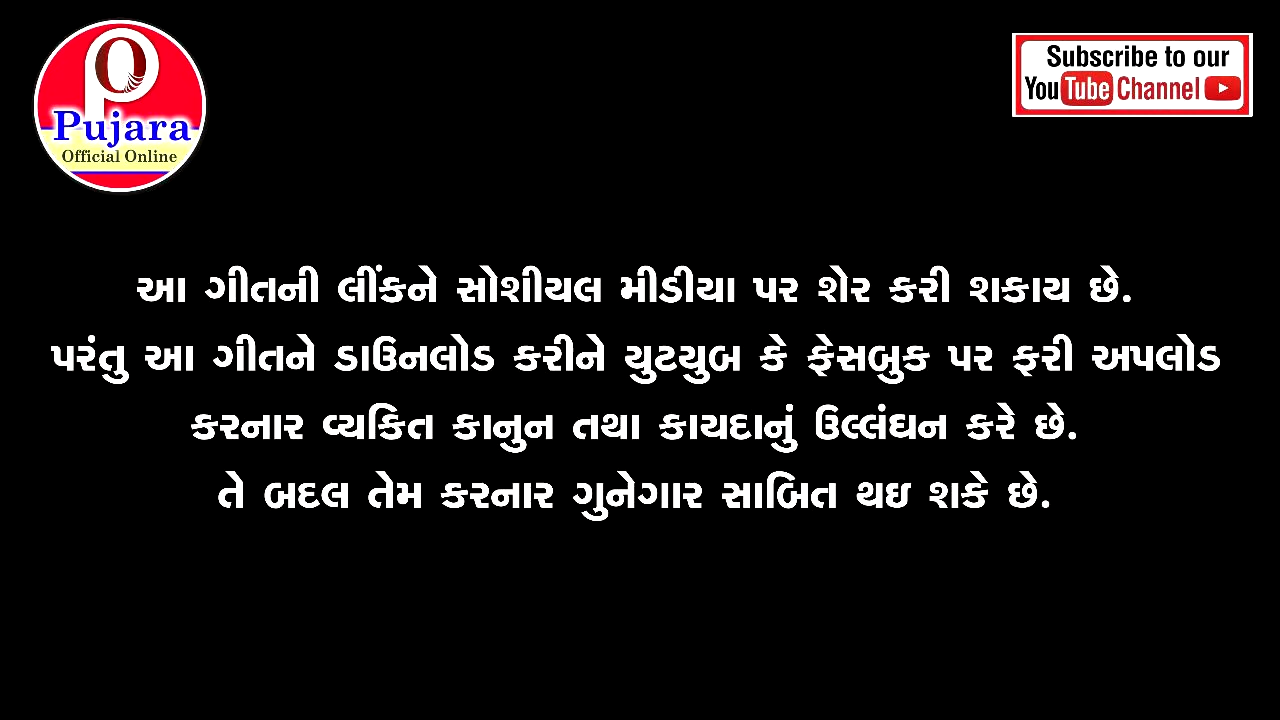 Pujara
Official Online
Subscribe to our
YouTube Channel
આ ગીતની લીંકને સોશીયલ મીડીયા પર શેર કરી શકાય છે.
પરંતુ આ ગીતને ડાઉનલોડ કરીને યુટયુબ કે ફેસબુક પર ફરી અપલોડ
કરનાર વ્યકિત કાનુન તથા કાયદાનું ઉલ્લંઘન કરે છે.
તે બદલ તેમ કરનાર ગુનેગાર સાબિત થઇ શકે છે.